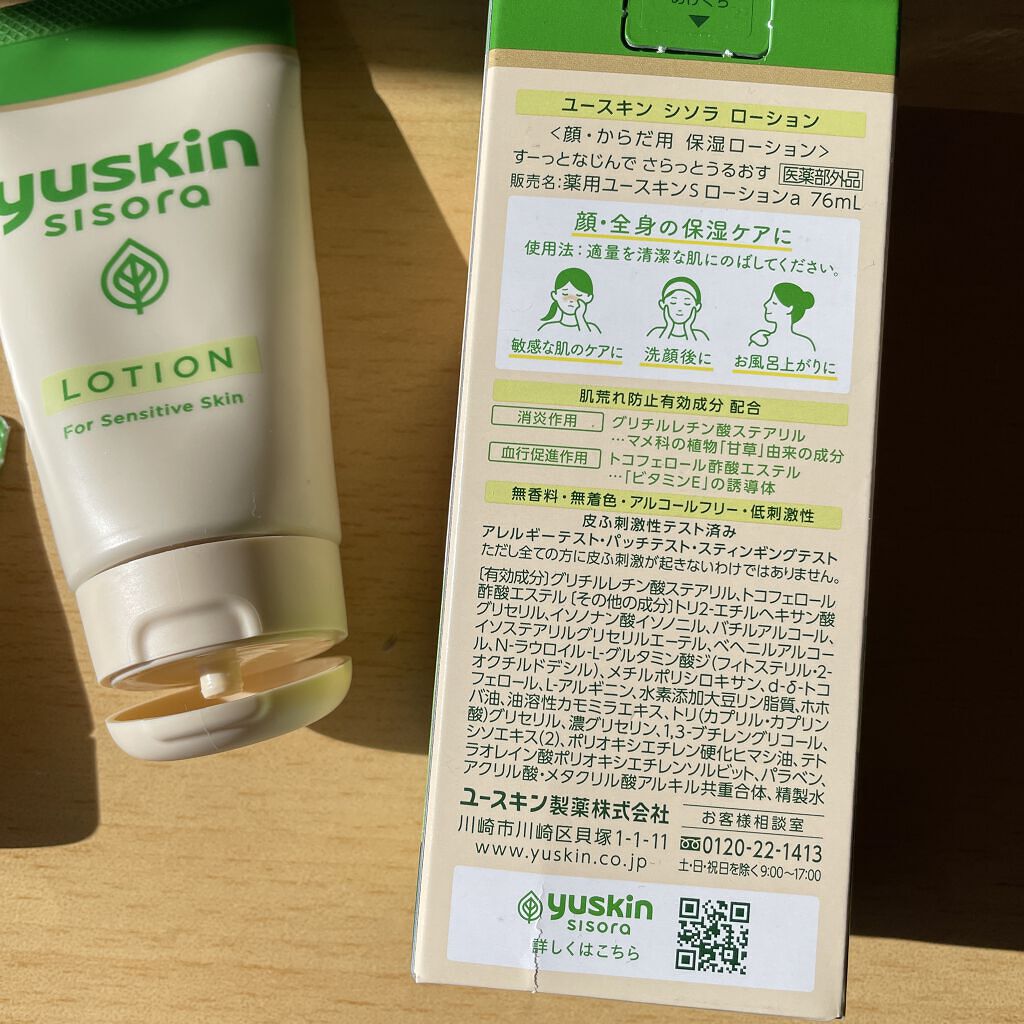 yuskin
sisora
LOTION
For Sensitive Skin
あけくち
ユースキン シソラ ローション
<顔・からだ用 保湿ローション>
すーっとなじんで さらっとうるおす 医薬部外品
販売名:薬用ユースキンS ローションa 76mL
顔・全身の保湿ケアに
使用法:適量を清潔な肌にのばしてください。
敏感な肌のケアに 洗顔後に お風呂上がりに
肌荒れ防止有効成分 配合
消炎作用 グリチルレチン酸ステアリル
…マメ科の植物「甘草」由来の成分
血行促進作用 トコフェロール酢酸エステル
…「ビタミンE」の誘導体
無香料・無着色・アルコールフリー・低刺激性
皮ふ刺激性テスト済み
アレルギーテスト・パッチテスト・スティンギングテスト
ただし全ての方に皮ふ刺激が起きないわけではありません。
〔有効成分〕グリチルレチン酸ステアリル、トコフェロール
酢酸エステル〔その他の成分〕トリ2-エチルヘキサン酸
グリセリル、イソノナン酸イソノニル、バチルアルコール、
イソステアリルグリセリルエーテル、ベヘニルアルコー
ル、N-ラウロイル-L-グルタミン酸ジ(フィトステリル・2-
オクチルドデシル)、メチルポリシロキサン、d-δ-トコ
フェロール、L-アルギニン、水素添加大豆リン脂質、ホホ
バ油、油溶性カモミラエキス、トリ(カプリル・カプリン
酸)グリセリル、濃グリセリン、1,3-ブチレングリコール、
シソエキス(2)、ポリオキシエチレン硬化ヒマシ油、テト
ラオレイン酸ポリオキシエチレンソルビット、パラベン、
アクリル酸・メタクリル酸アルキル共重合体、精製水
ユースキン製薬株式会社
川崎市川崎区貝塚1-1-11
www.yuskin.co.jp
お客様相談室
0120-22-1413
土・日・祝日を除く9:00~17:00
yuskin
sisora
詳しくはこちら